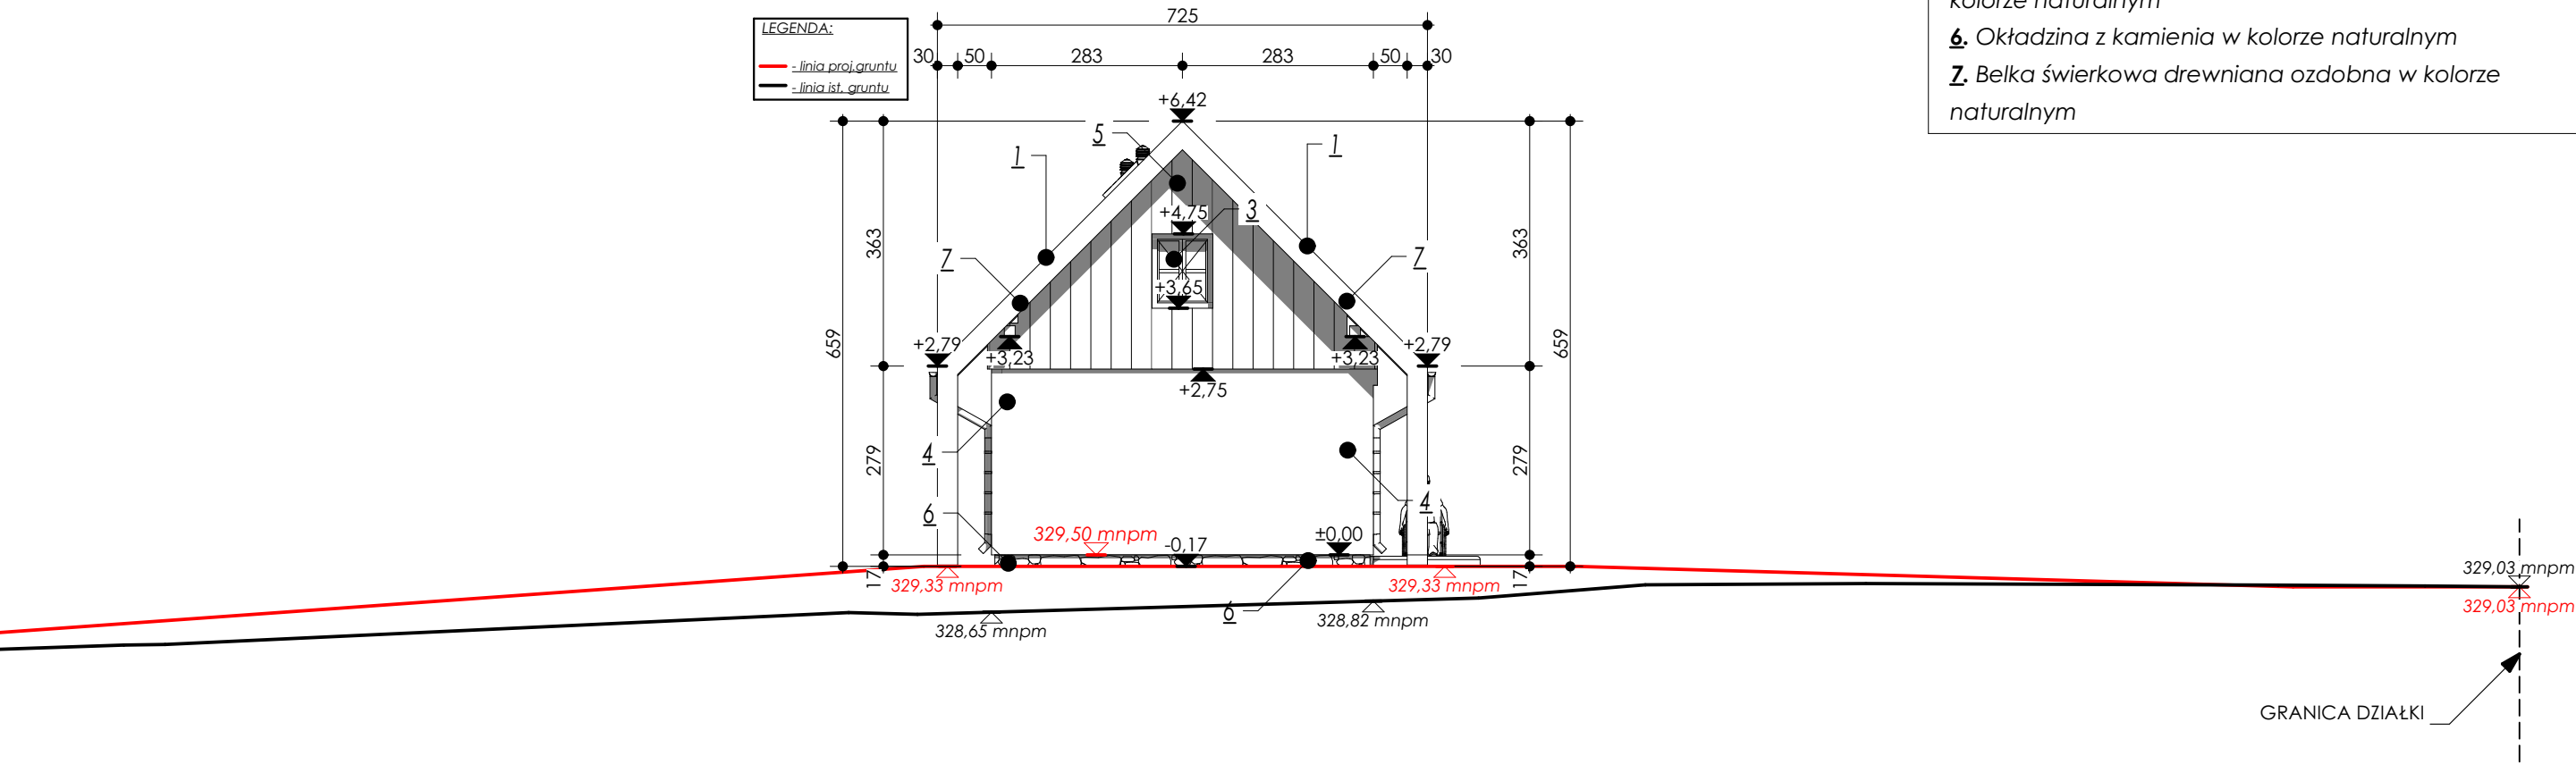 kolorze naturalnym
6. Okładzina z kamienia w kolorze naturalnym
7. Belka świerkowa drewniana ozdobna w kolorze
naturalnym
LEGENDA:
- linia proj.gruntu
- linia ist. gruntu
725
30 50 283 283 50 30
+6,42
5
1 1
+4,75 3
363 363
7 7
+3,65
659 659
+2,79 +2,79
+3,23 +3,23
+2,75
279 279
4
4
6
329,50 mnpm ±0,00
-0,17
17 17
329,33 mnpm 329,33 mnpm
329,03 mnpm
329,03 mnpm
6
328,65 mnpm 328,82 mnpm
GRANICA DZIAŁKI